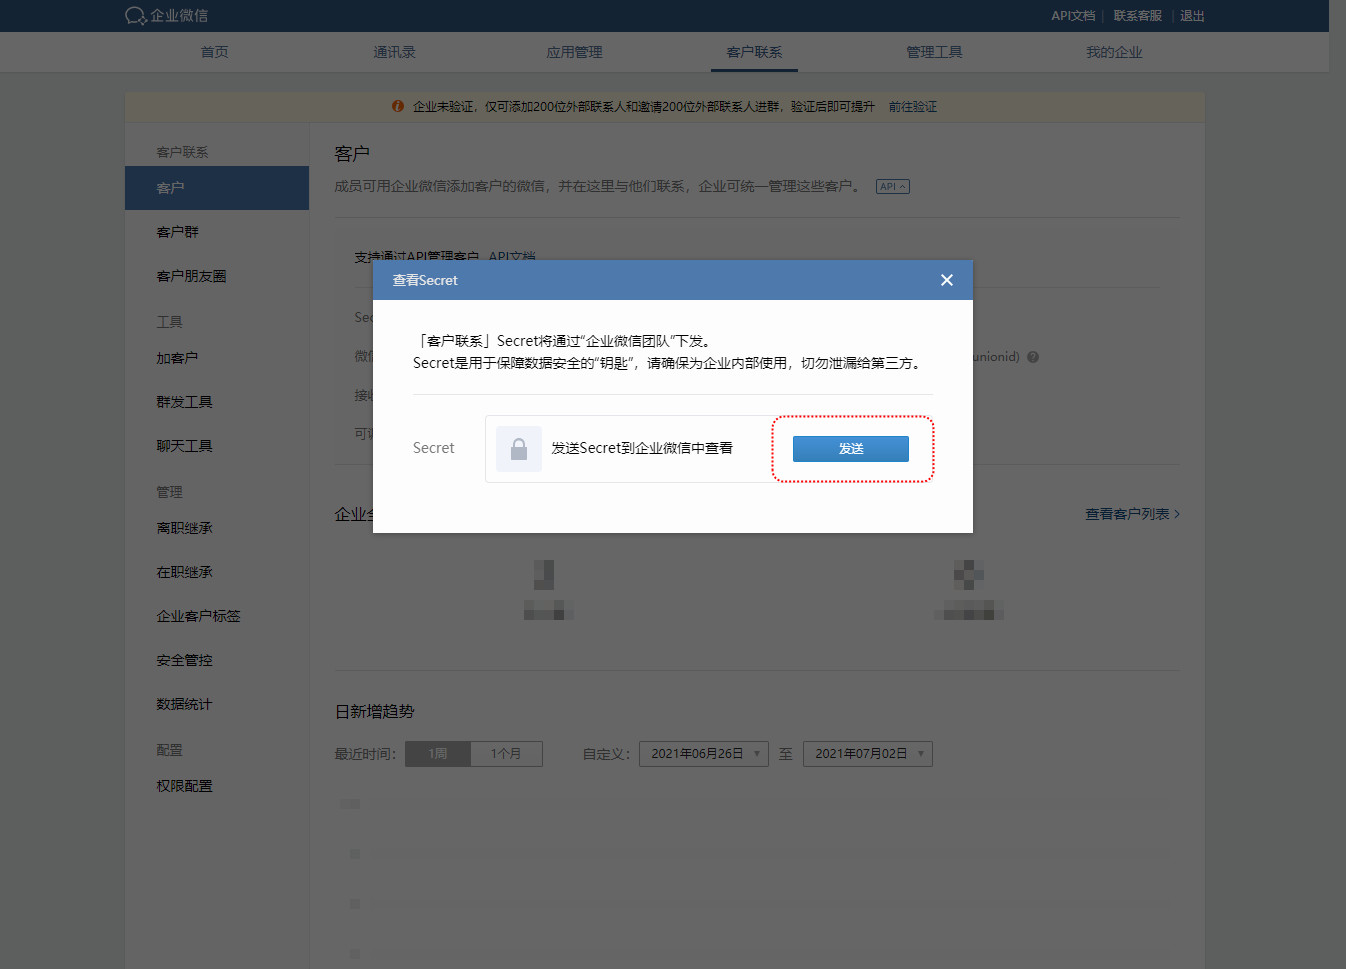 企业微信
API文档 | 联系客服 | 退出
首页 通讯录 应用管理 客户联系 管理工具 我的企业
企业未验证，仅可添加200位外部联系人和邀请200位外部联系人进群，验证后即可提升 前往验证
客户联系
客户
客户群
客户朋友圈
工具
加客户
群发工具
聊天工具
管理
离职继承
在职继承
企业客户标签
安全管控
数据统计
配置
权限配置
客户
成员可用企业微信添加客户的微信，并在这里与他们联系，企业可统一管理这些客户。 API
支持通过API管理客户 API文档
Sec
微信
unionid)
接收
可调
查看Secret
「客户联系」Secret将通过“企业微信团队”下发。
Secret是用于保障数据安全的“钥匙”，请确保为企业内部使用，切勿泄漏给第三方。
Secret 发送Secret到企业微信中查看 发送
企业全
查看客户列表
日新增趋势
最近时间： 1周 1个月 自定义： 2021年06月26日 至 2021年07月02日